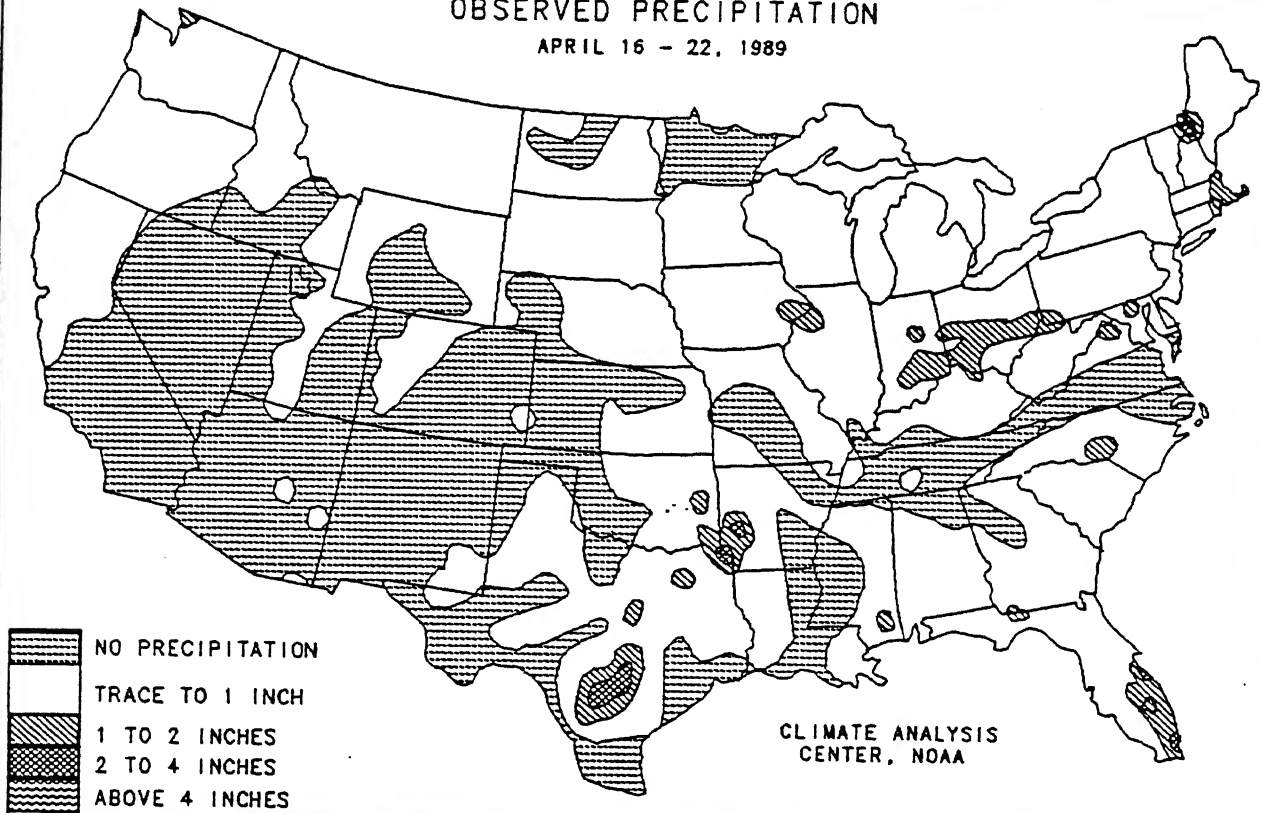 OBSERVED PRECIPITATION
APRIL 16 - 22, 1989
NO PRECIPITATION
TRACE TO 1 INCH
1 TO 2 INCHES
2 TO 4 INCHES
ABOVE 4 INCHES
CLIMATE ANALYSIS
CENTER, NOAA